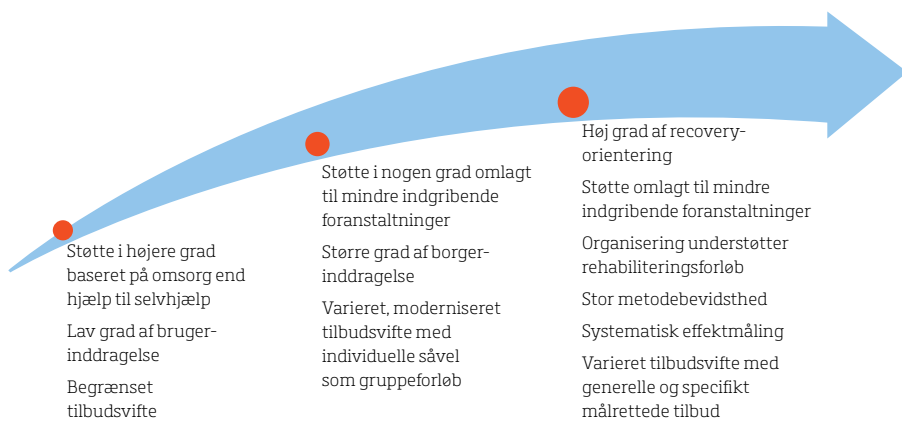 Støtte i højere grad
baseret på omsorg end
hjælp til selvhjælp
Lav grad af bruger-
inddragelse
Begrænset
tilbudsvifte
Støtte i nogen grad omlagt
til mindre indgribende
foranstaltninger
Større grad af borger-
inddragelse
Varieret, moderniseret
tilbudsvifte med
individuelle såvel
som gruppeforløb
Høj grad af recovery-
orientering
Støtte omlagt til mindre
indgribende foranstaltninger
Organisering understøtter
rehabiliteringsforløb
Stor metodebevidsthed
Systematisk effektmåling
Varieret tilbudsvifte med
generelle og specifikt
målrettede tilbud